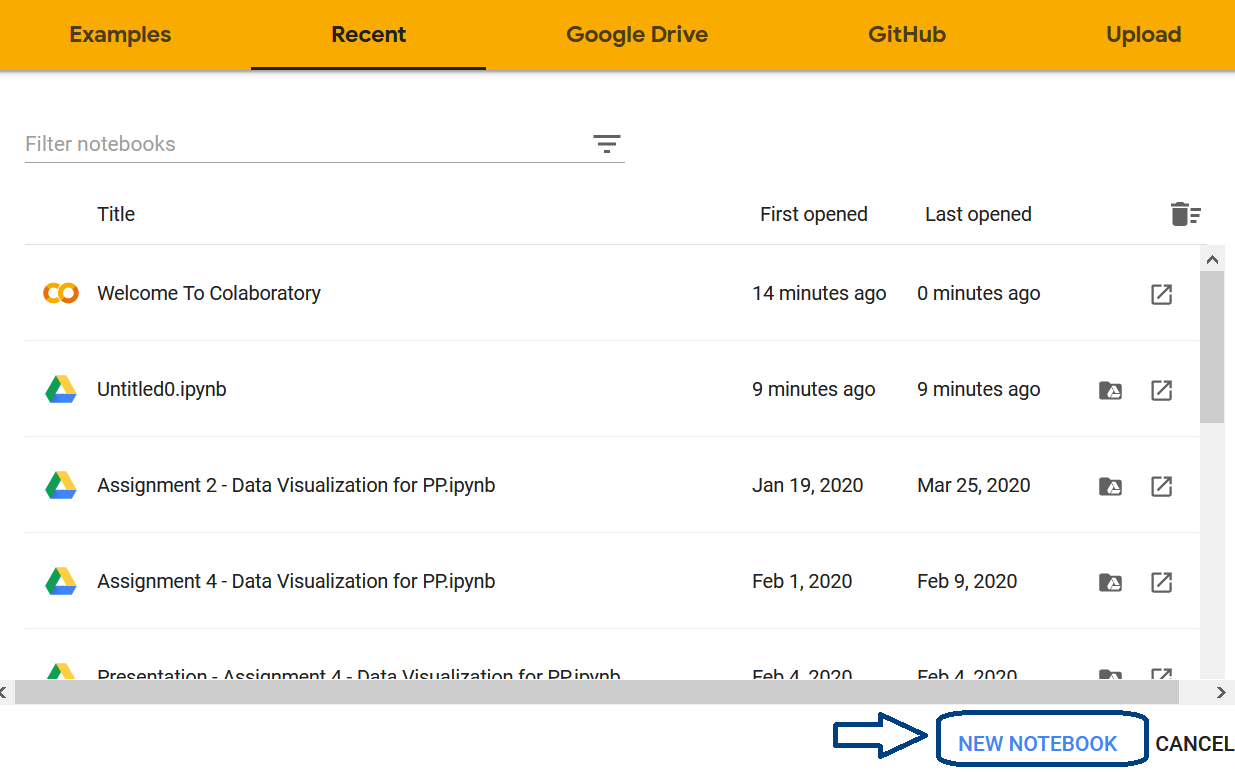 Examples Recent Google Drive GitHub Upload
Filter notebooks
Title First opened Last opened
Welcome To Colaboratory 14 minutes ago 0 minutes ago
Untitled0.ipynb 9 minutes ago 9 minutes ago
Assignment 2 - Data Visualization for PP.ipynb Jan 19, 2020 Mar 25, 2020
Assignment 4 - Data Visualization for PP.ipynb Feb 1, 2020 Feb 9, 2020
Presentation - Assignment 4 - Data Visualization for PP.ipynb Feb 4, 2020 Feb 4, 2020
NEW NOTEBOOK CANCEL